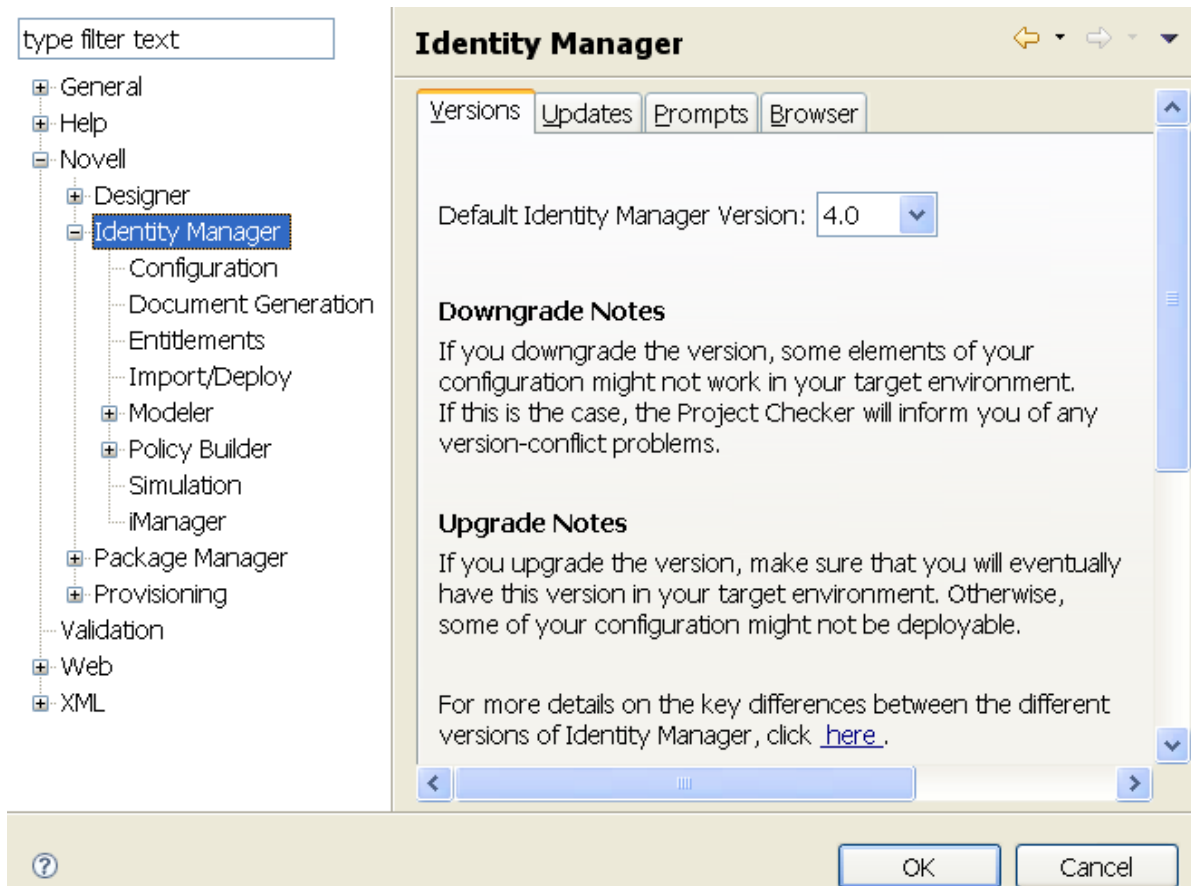 type filter text
General
Help
Novell
Designer
Identity Manager
Configuration
Document Generation
Entitlements
Import/Deploy
Modeler
Policy Builder
Simulation
iManager
Package Manager
Provisioning
Validation
Web
XML
Identity Manager
Versions
Updates
Prompts
Browser
Default Identity Manager Version: 4.0
Downgrade Notes
If you downgrade the version, some elements of your
configuration might not work in your target environment.
If this is the case, the Project Checker will inform you of any
version-conflict problems.
Upgrade Notes
If you upgrade the version, make sure that you will eventually
have this version in your target environment. Otherwise,
some of your configuration might not be deployable.
For more details on the key differences between the different
versions of Identity Manager, click here .
?
OK
Cancel